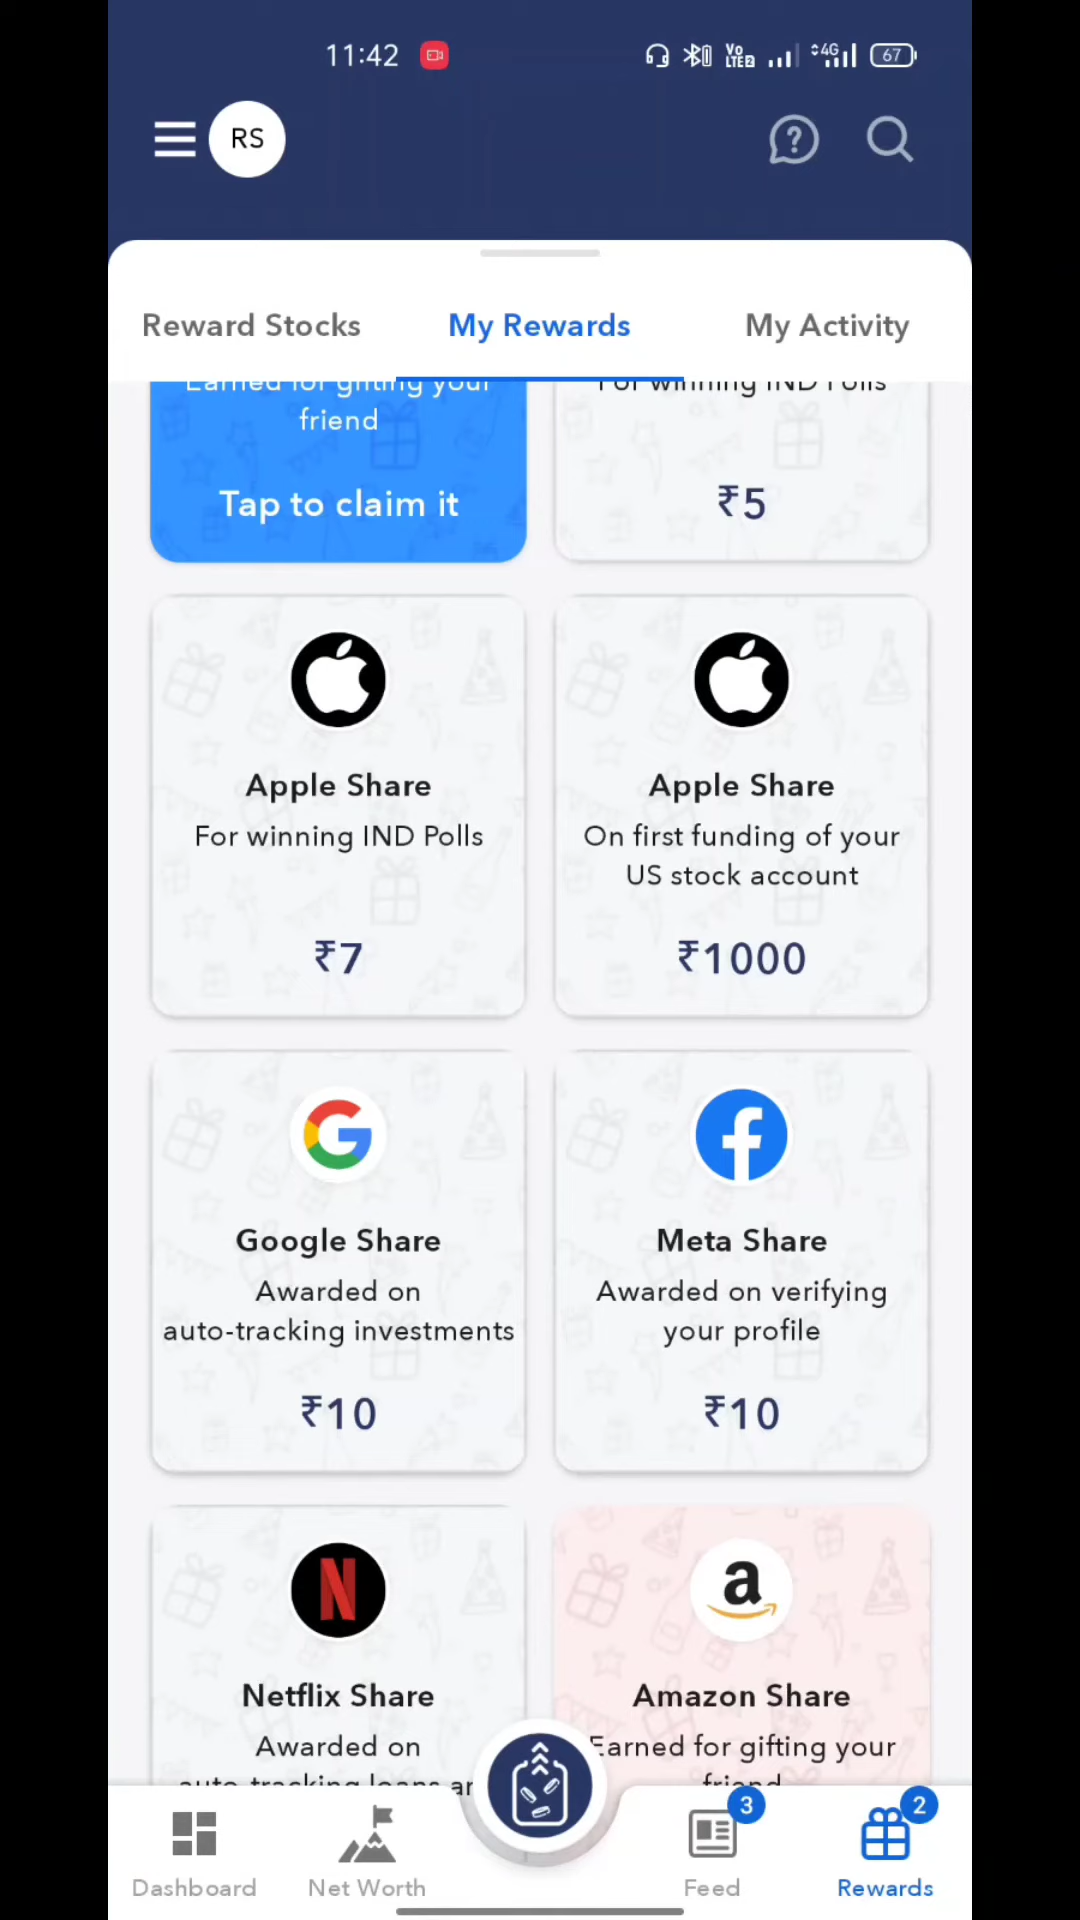 11:42
Vo
LTE2
4G
67
RS
Reward Stocks
My Rewards
My Activity
Earned for gifting your
friend
Tap to claim it
For winning IND Polls
₹5
Apple Share
For winning IND Polls
₹7
Apple Share
On first funding of your
US stock account
₹1000
Google Share
Awarded on
auto-tracking investments
₹10
Meta Share
Awarded on verifying
your profile
₹10
Netflix Share
Awarded on
auto-tracking loans
a
Amazon Share
Earned for gifting your
friend
Dashboard
Net Worth
3
Feed
2
Rewards